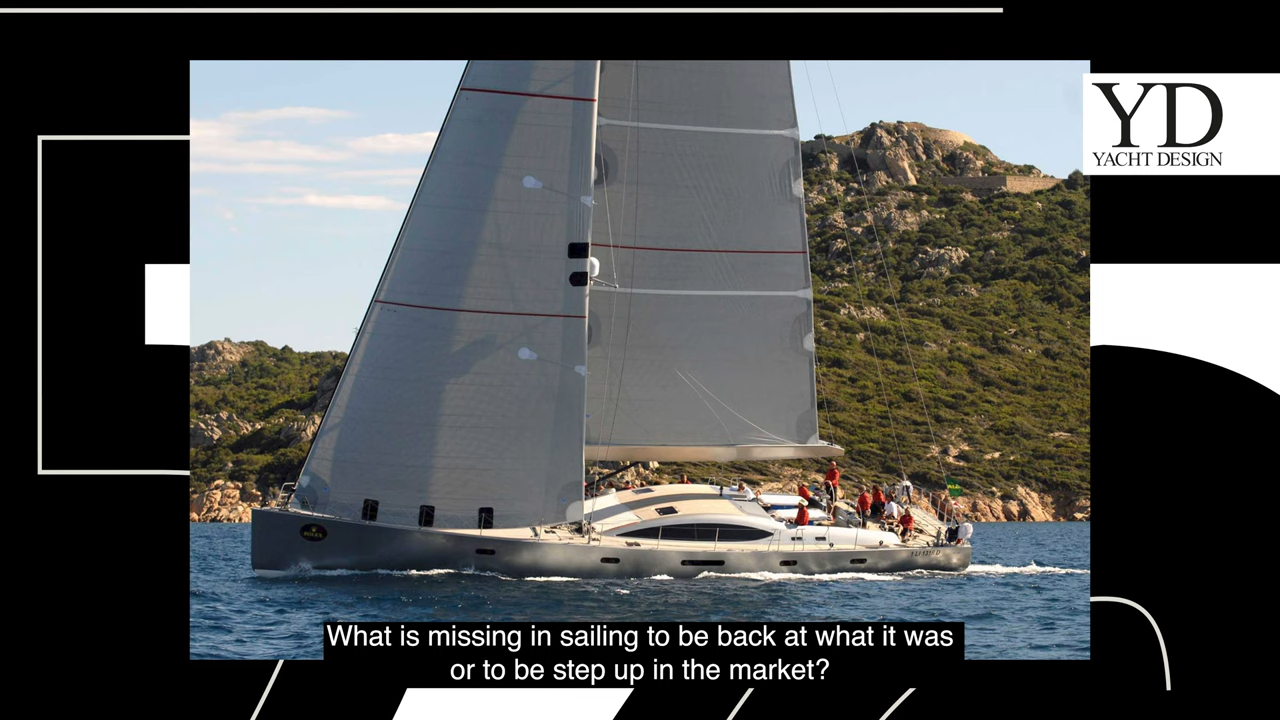 YD
YACHT DESIGN
ROLEX
What is missing in sailing to be back at what it was
or to be step up in the market?